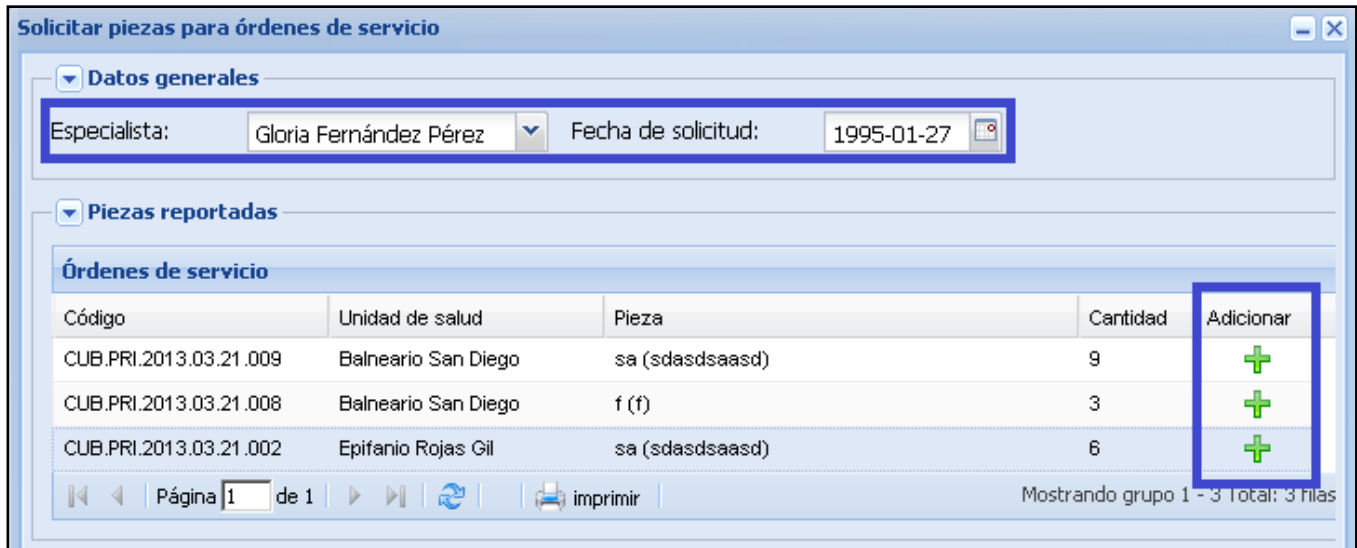 Solicitar piezas para órdenes de servicio
Datos generales
Especialista: Gloria Fernández Pérez Fecha de solicitud: 1995-01-27
Piezas reportadas
Órdenes de servicio
Código Unidad de salud Pieza Cantidad Adicionar
CUB.PRI.2013.03.21.009 Balneario San Diego sa (sdasdsaasd) 9
CUB.PRI.2013.03.21.008 Balneario San Diego f (f) 3
CUB.PRI.2013.03.21.002 Epifanio Rojas Gil sa (sdasdsaasd) 6
Página 1 de 1 imprimir Mostrando grupo 1 - 3 Total: 3 filas